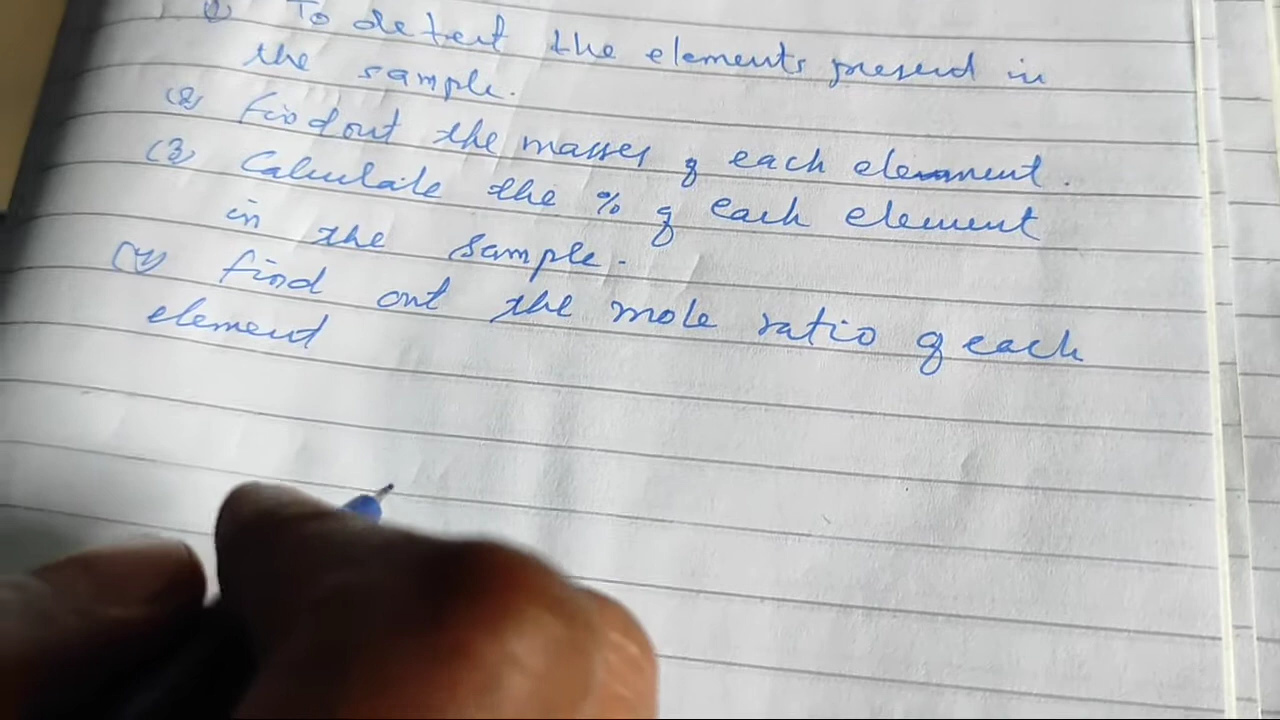 (1) To detect the elements present in
the sample.
(2) Find out the masses of each element.
(3) Calculate the % of each element
in the sample.
(4) find out the mole ratio of each
element